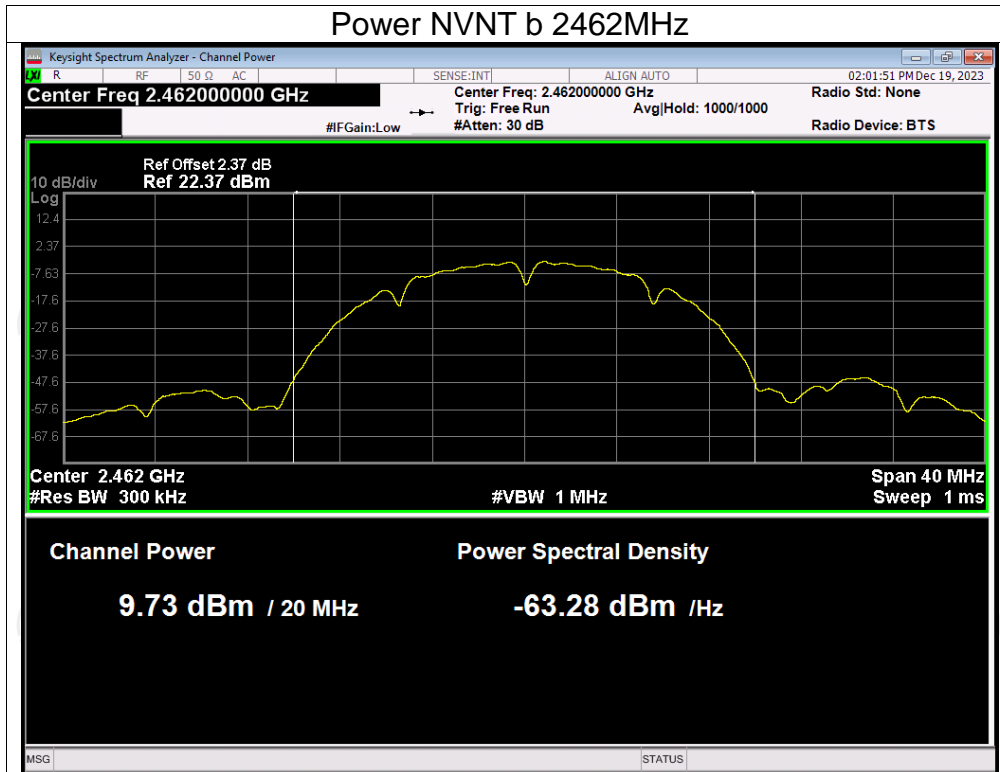 Power NVNT b 2462MHz
Keysight Spectrum Analyzer - Channel Power
LXI R RF 50 Ω AC SENSE:INT ALIGN AUTO 02:01:51 PM Dec 19, 2023
Center Freq 2.462000000 GHz
Center Freq: 2.462000000 GHz Radio Std: None
Trig: Free Run Avg|Hold: 1000/1000
#IFGain:Low #Atten: 30 dB Radio Device: BTS
Ref Offset 2.37 dB
10 dB/div Ref 22.37 dBm
Log
12.4
2.37
-7.63
-17.6
-27.6
-37.6
-47.6
-57.6
-67.6
Center 2.462 GHz Span 40 MHz
#Res BW 300 kHz #VBW 1 MHz Sweep 1 ms
Channel Power Power Spectral Density
9.73 dBm / 20 MHz -63.28 dBm /Hz
MSG STATUS